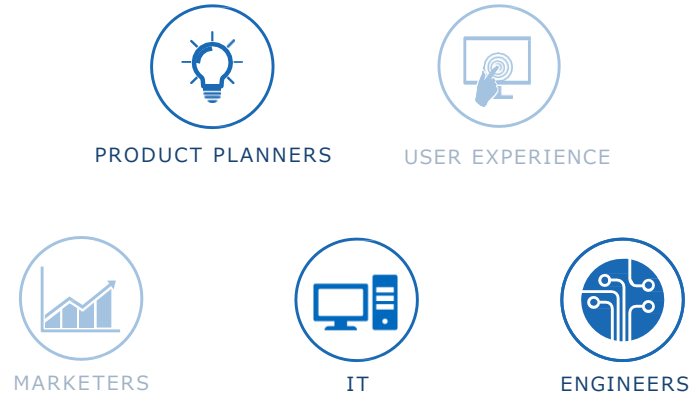 PRODUCT PLANNERS
USER EXPERIENCE
MARKETERS
IT
ENGINEERS